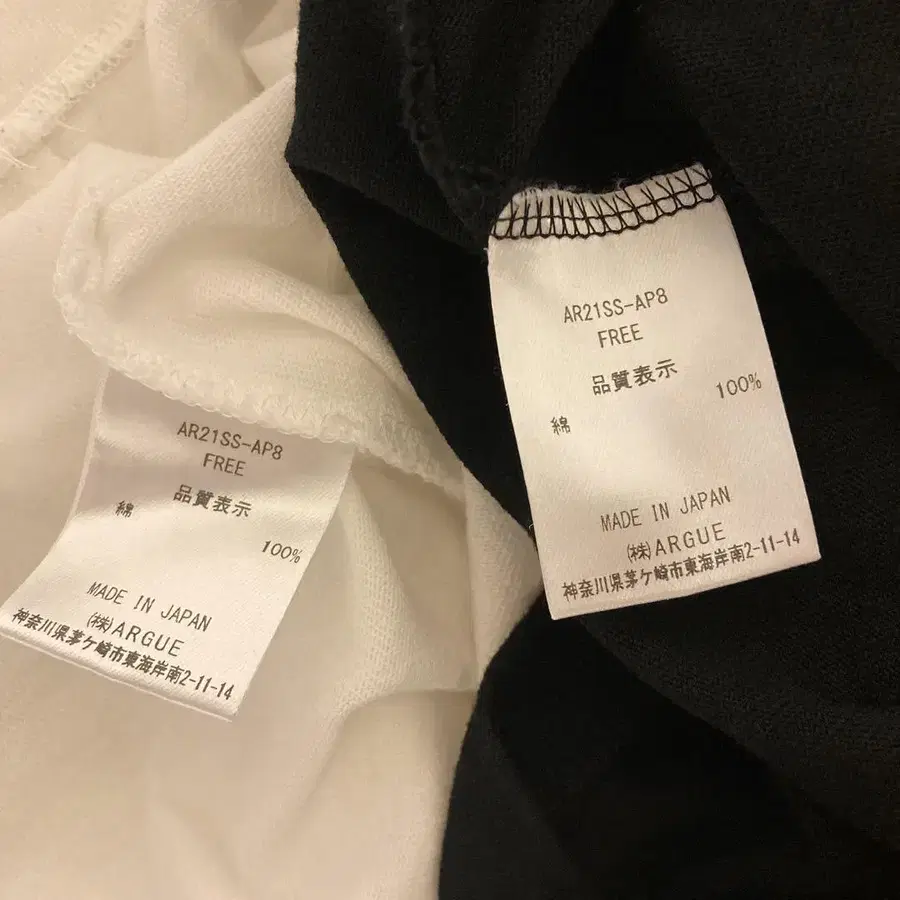 AR21SS-AP8
FREE
品質表示
綿 100%
MADE IN JAPAN
(株)ARGUE
神奈川県茅ケ崎市東海岸南2-11-14
AR21SS-AP8
FREE
品質表示
綿 100%
MADE IN JAPAN
(株)ARGUE
神奈川県茅ケ崎市東海岸南2-11-14